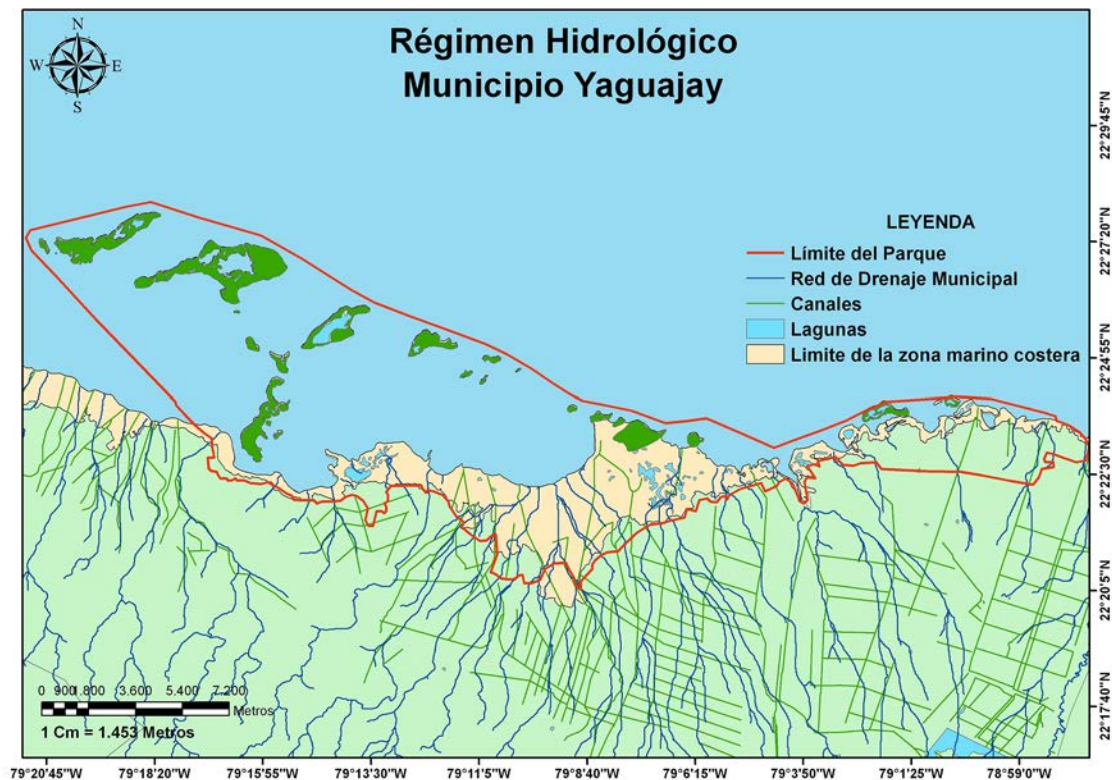 Régimen Hidrológico
Municipio Yaguajay
N
W
E
S
LEYENDA
Límite del Parque
Red de Drenaje Municipal
Canales
Lagunas
Limite de la zona marino costera
22°29'45"N
22°27'20"N
22°24'55"N
22°22'30"N
22°20'5"N
22°17'40"N
0 900 1.800 3.600 5.400 7.200
Metros
1 Cm = 1.453 Metros
79°20'45"W 79°18'20"W 79°15'55"W 79°13'30"W 79°11'5"W 79°8'40"W 79°6'15"W 79°3'50"W 79°1'25"W 78°59'0"W